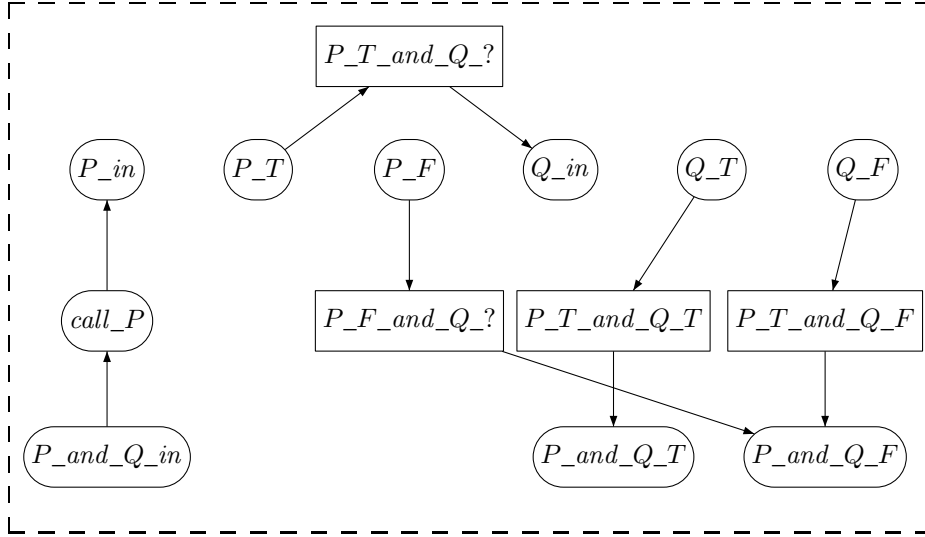 P_T_and_Q_?
P_in
P_T
P_F
Q_in
Q_T
Q_F
call_P
P_F_and_Q_?
P_T_and_Q_T
P_T_and_Q_F
P_and_Q_in
P_and_Q_T
P_and_Q_F